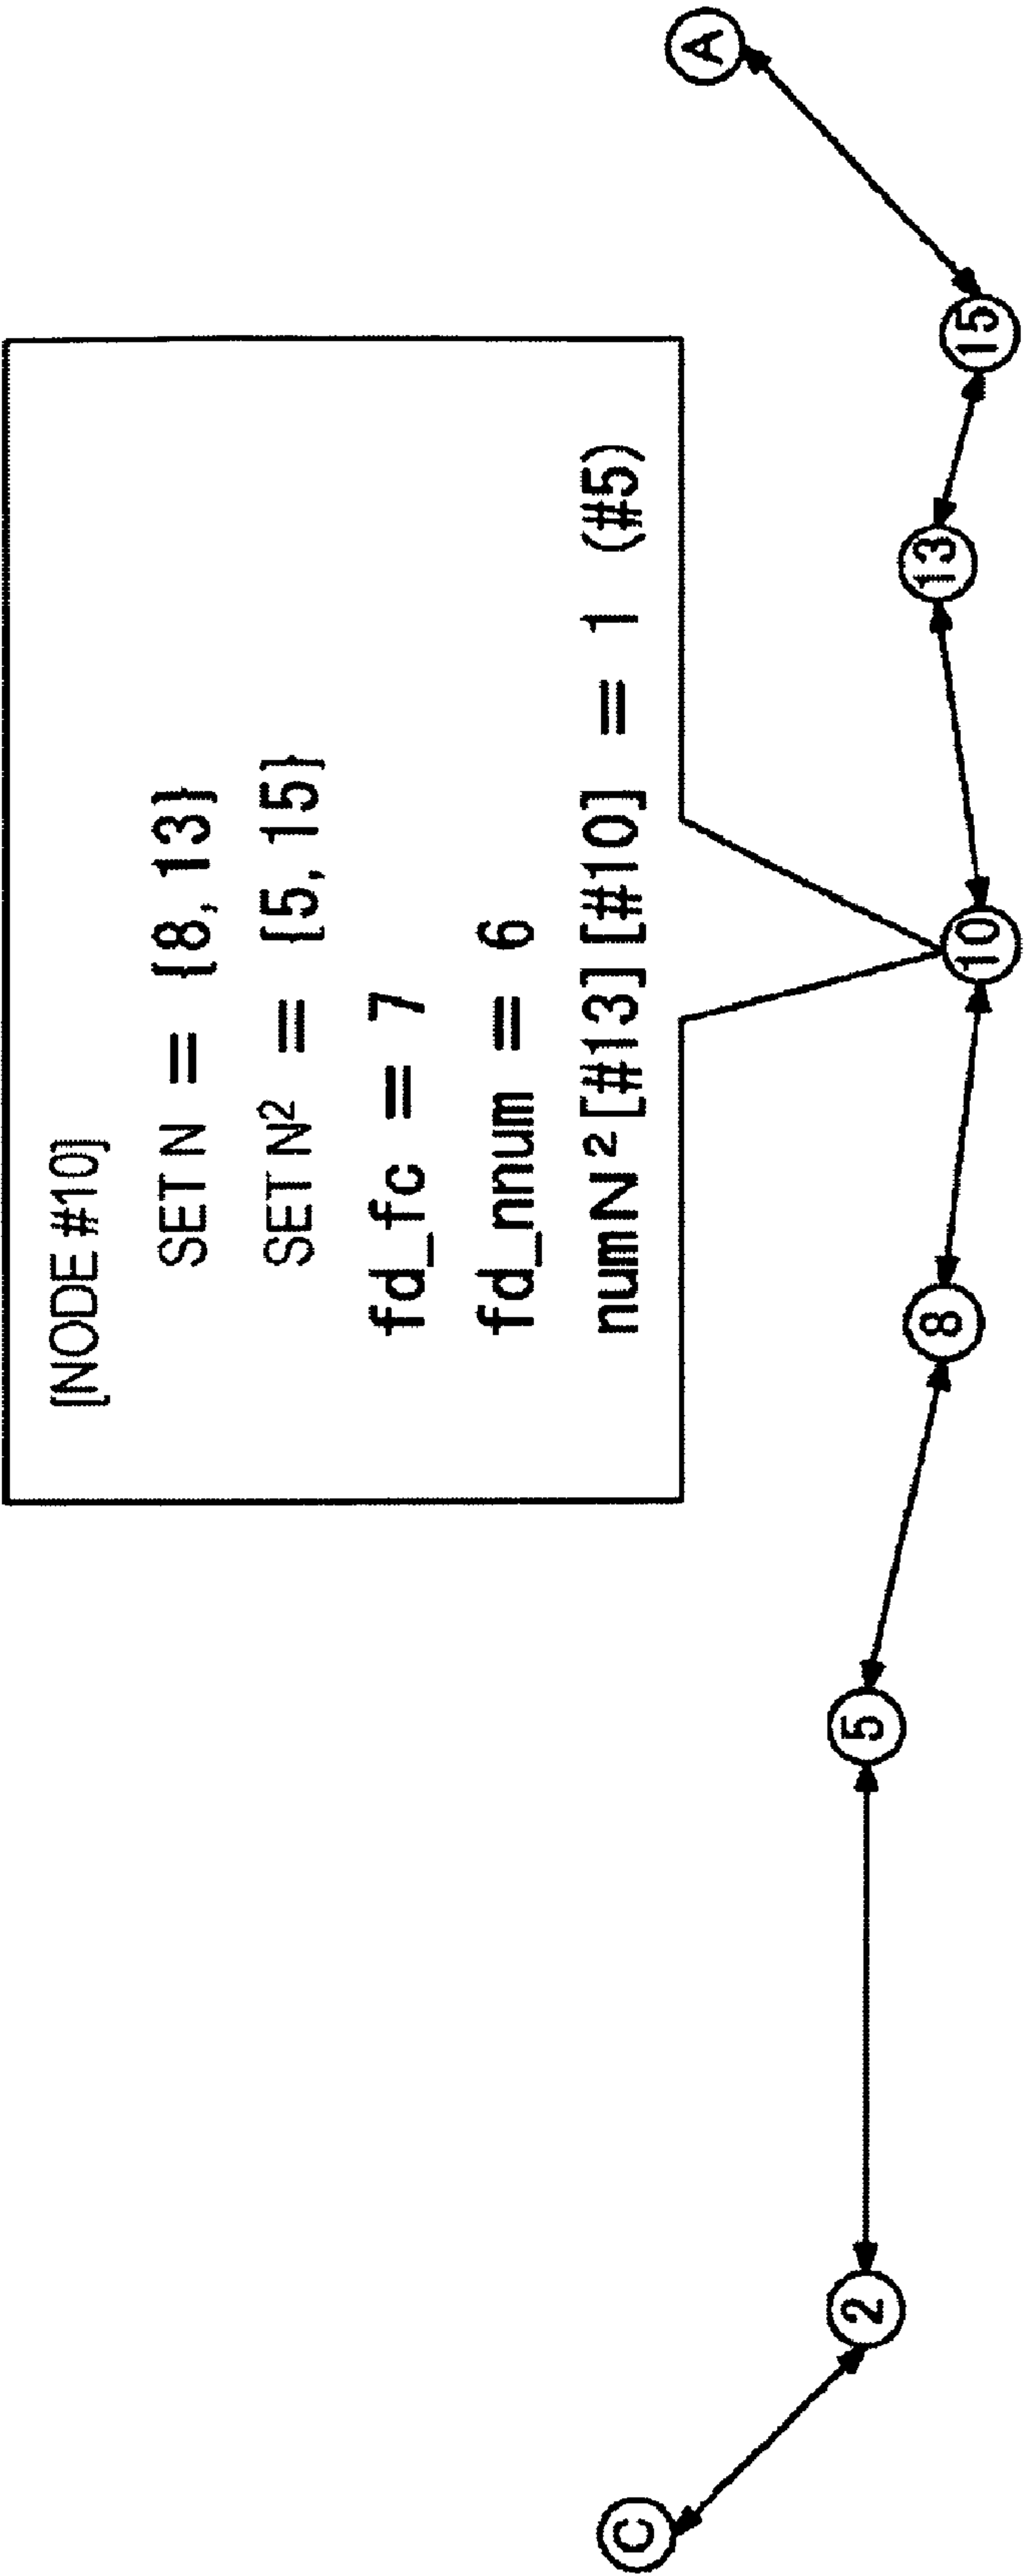 [NODE #10]
SET N = {8, 13}
SET N² = {5, 15}
fd_fc = 7
fd_nnum = 6
numN²[#13][#10] = 1 (#5)
C
2
5
8
10
13
15
A